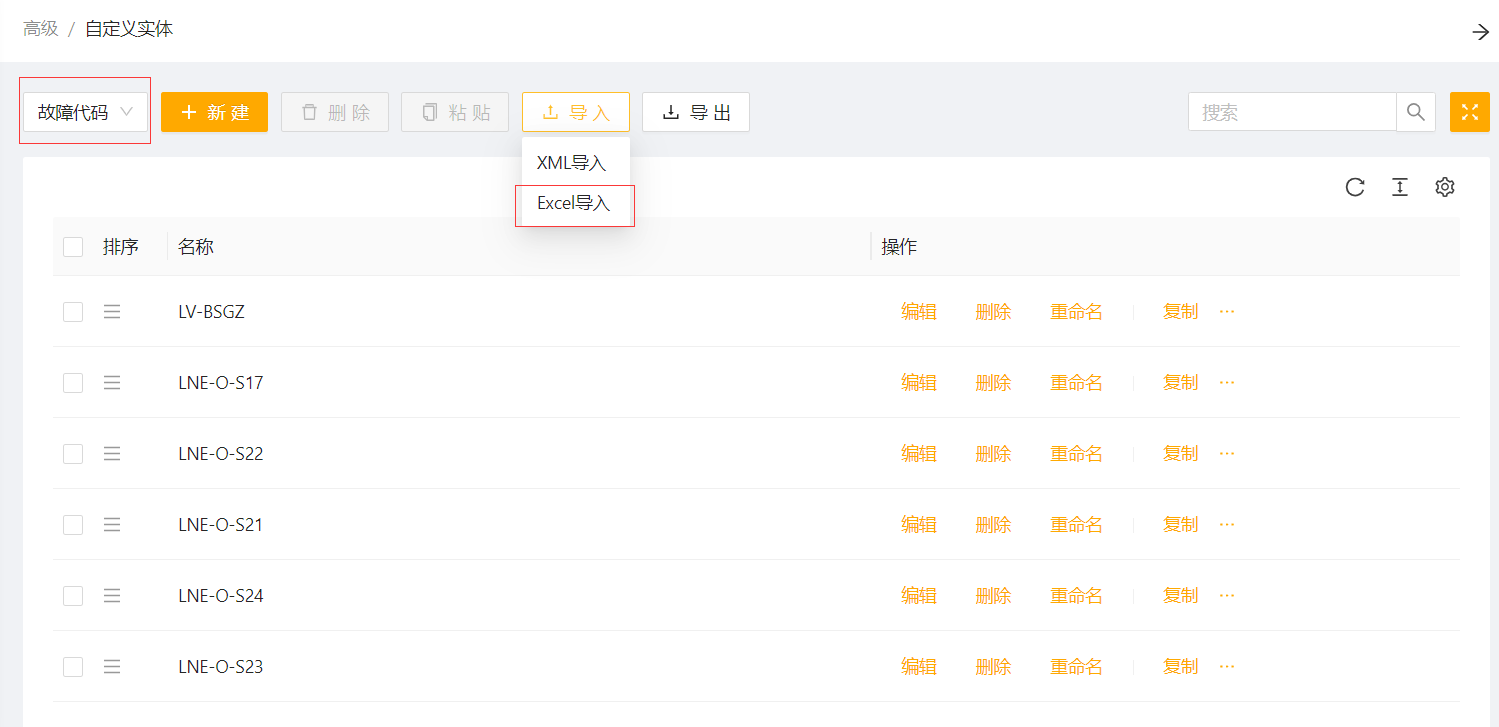 高级 / 自定义实体
故障代码 新建 删除 粘贴 导入 导出 搜索
XML导入
Excel导入
排序 名称 操作
LV-BSGZ 编辑 删除 重命名 复制 ···
LNE-O-S17 编辑 删除 重命名 复制 ···
LNE-O-S22 编辑 删除 重命名 复制 ···
LNE-O-S21 编辑 删除 重命名 复制 ···
LNE-O-S24 编辑 删除 重命名 复制 ···
LNE-O-S23 编辑 删除 重命名 复制 ···